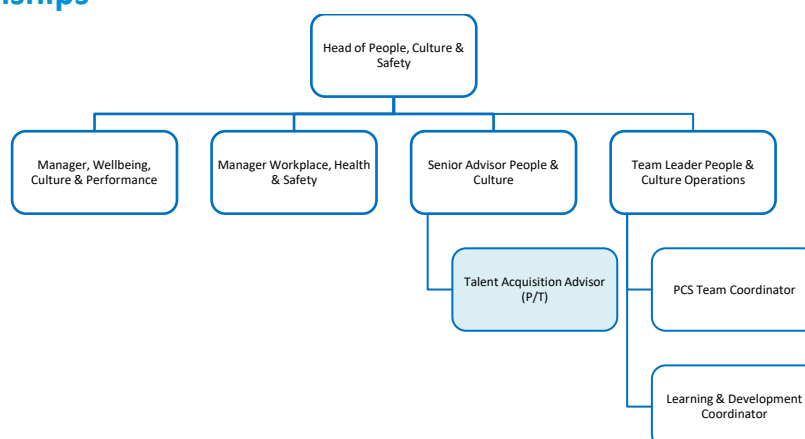 Head of People, Culture &
Safety
Manager, Wellbeing,
Culture & Performance
Manager Workplace, Health
& Safety
Senior Advisor People &
Culture
Team Leader People &
Culture Operations
Talent Acquisition Advisor
(P/T)
PCS Team Coordinator
Learning & Development
Coordinator